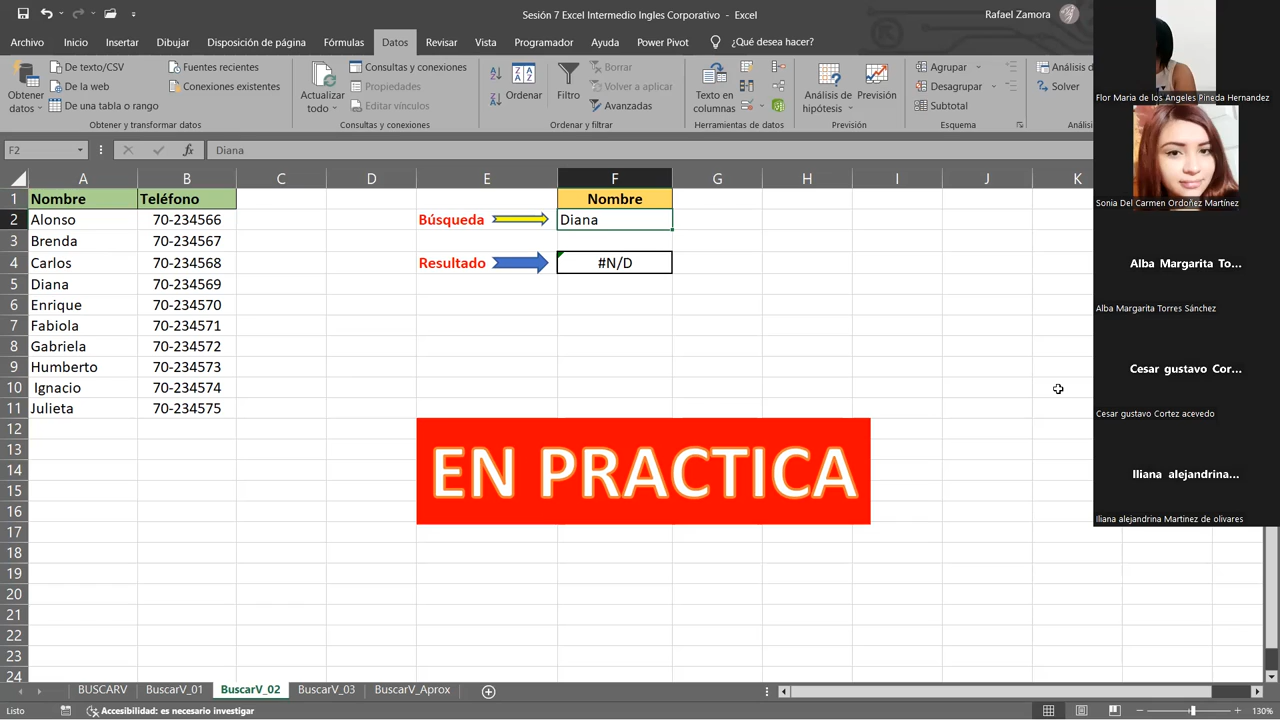 Sesión 7 Excel Intermedio Ingles Corporativo - Excel
Rafael Zamora
Archivo Inicio Insertar Dibujar Disposición de página Fórmulas Datos Revisar Vista Programador Ayuda Power Pivot ¿Qué desea hacer?
Obtener datos
De texto/CSV
De la web
De una tabla o rango
Fuentes recientes
Conexiones existentes
Obtener y transformar datos
Actualizar todo
Consultas y conexiones
Propiedades
Editar vínculos
Consultas y conexiones
Ordenar
Filtro
Borrar
Volver a aplicar
Avanzadas
Ordenar y filtrar
Texto en columnas
Herramientas de datos
Análisis de hipótesis
Previsión
Previsión
Agrupar
Desagrupar
Subtotal
Esquema
Análisis d
Solver
Anális
F2 fx Diana
A B C D E F G H I J K
1 Nombre Teléfono Nombre
2 Alonso 70-234566 Búsqueda Diana
3 Brenda 70-234567
4 Carlos 70-234568 Resultado #N/D
5 Diana 70-234569
6 Enrique 70-234570
7 Fabiola 70-234571
8 Gabriela 70-234572
9 Humberto 70-234573
10 Ignacio 70-234574
11 Julieta 70-234575
12
13
14
15
16
17
18
19
20
21
22
23
24
EN PRACTICA
Flor Maria de los Angeles Pineda Hernandez
Sonia Del Carmen Ordoñez Martínez
Alba Margarita To...
Alba Margarita Torres Sánchez
Cesar gustavo Cor...
Cesar gustavo Cortez acevedo
Iliana alejandrina...
Iliana alejandrina Martinez de olivares
BUSCARV BuscarV_01 BuscarV_02 BuscarV_03 BuscarV_Aprox
Listo Accesibilidad: es necesario investigar 130%